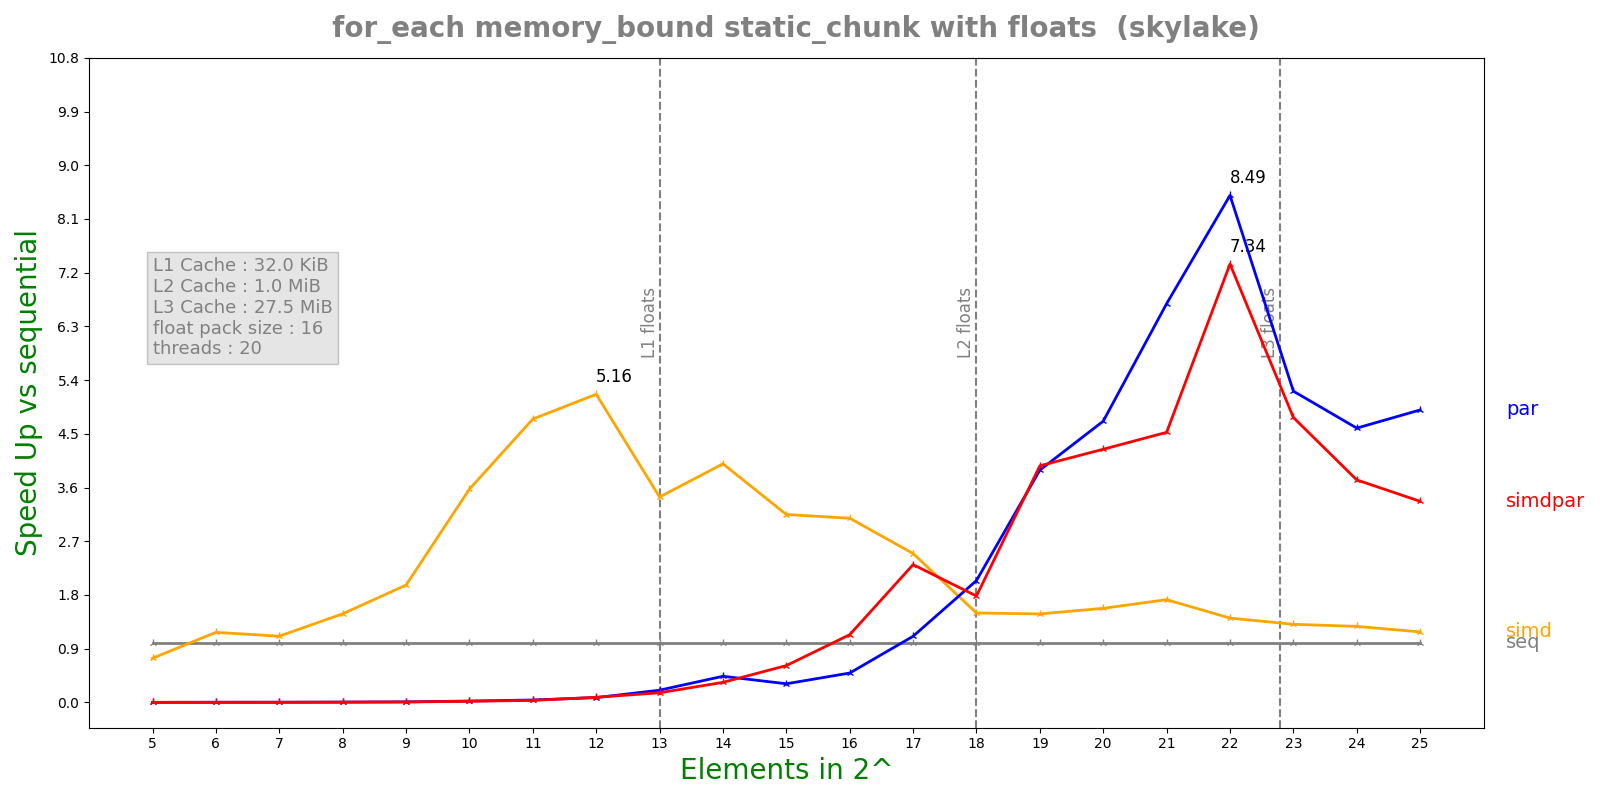 for_each memory_bound static_chunk with floats (skylake)
Speed Up vs sequential
10.8
9.9
9.0
8.1
7.2
6.3
5.4
4.5
3.6
2.7
1.8
0.9
0.0
L1 Cache : 32.0 KiB
L2 Cache : 1.0 MiB
L3 Cache : 27.5 MiB
float pack size : 16
threads : 20
5.16
8.49
7.34
L1 floats
L2 floats
L3 floats
par
simdpar
simd
seq
5 6 7 8 9 10 11 12 13 14 15 16 17 18 19 20 21 22 23 24 25
Elements in 2^